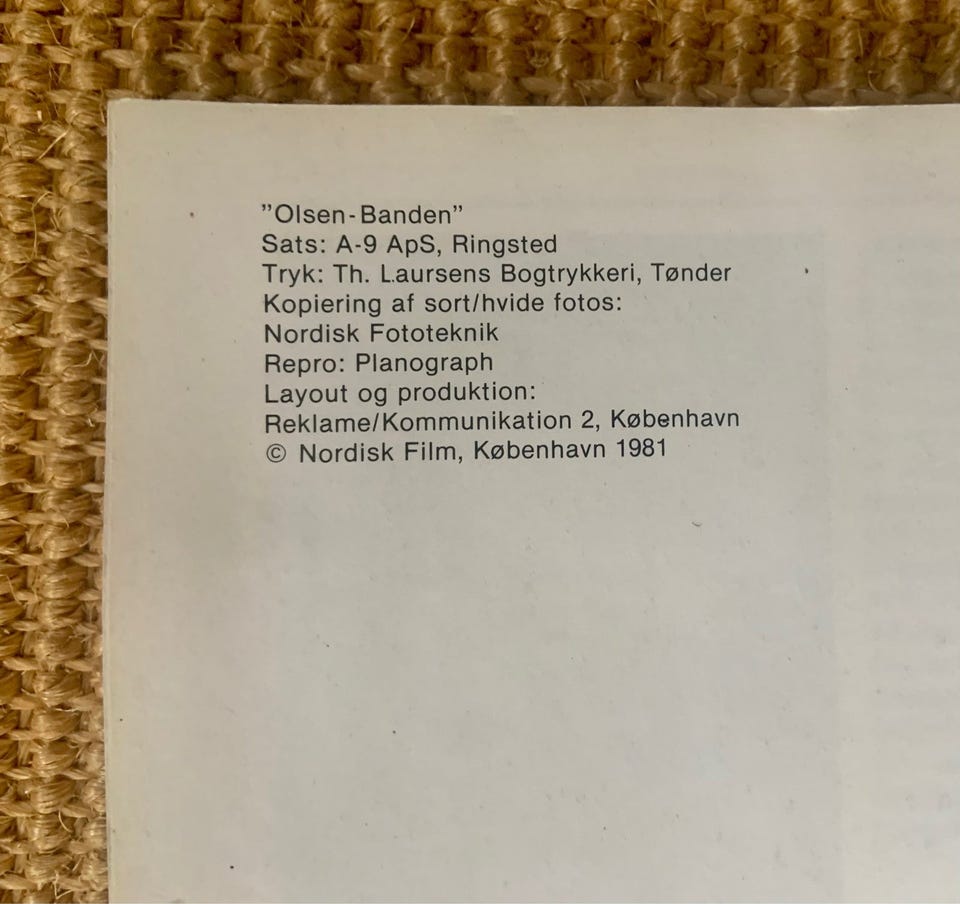 ”Olsen-Banden”
Sats: A-9 ApS, Ringsted
Tryk: Th. Laursens Bogtrykkeri, Tønder
Kopiering af sort/hvide fotos:
Nordisk Fototeknik
Repro: Planograph
Layout og produktion:
Reklame/Kommunikation 2, København
© Nordisk Film, København 1981